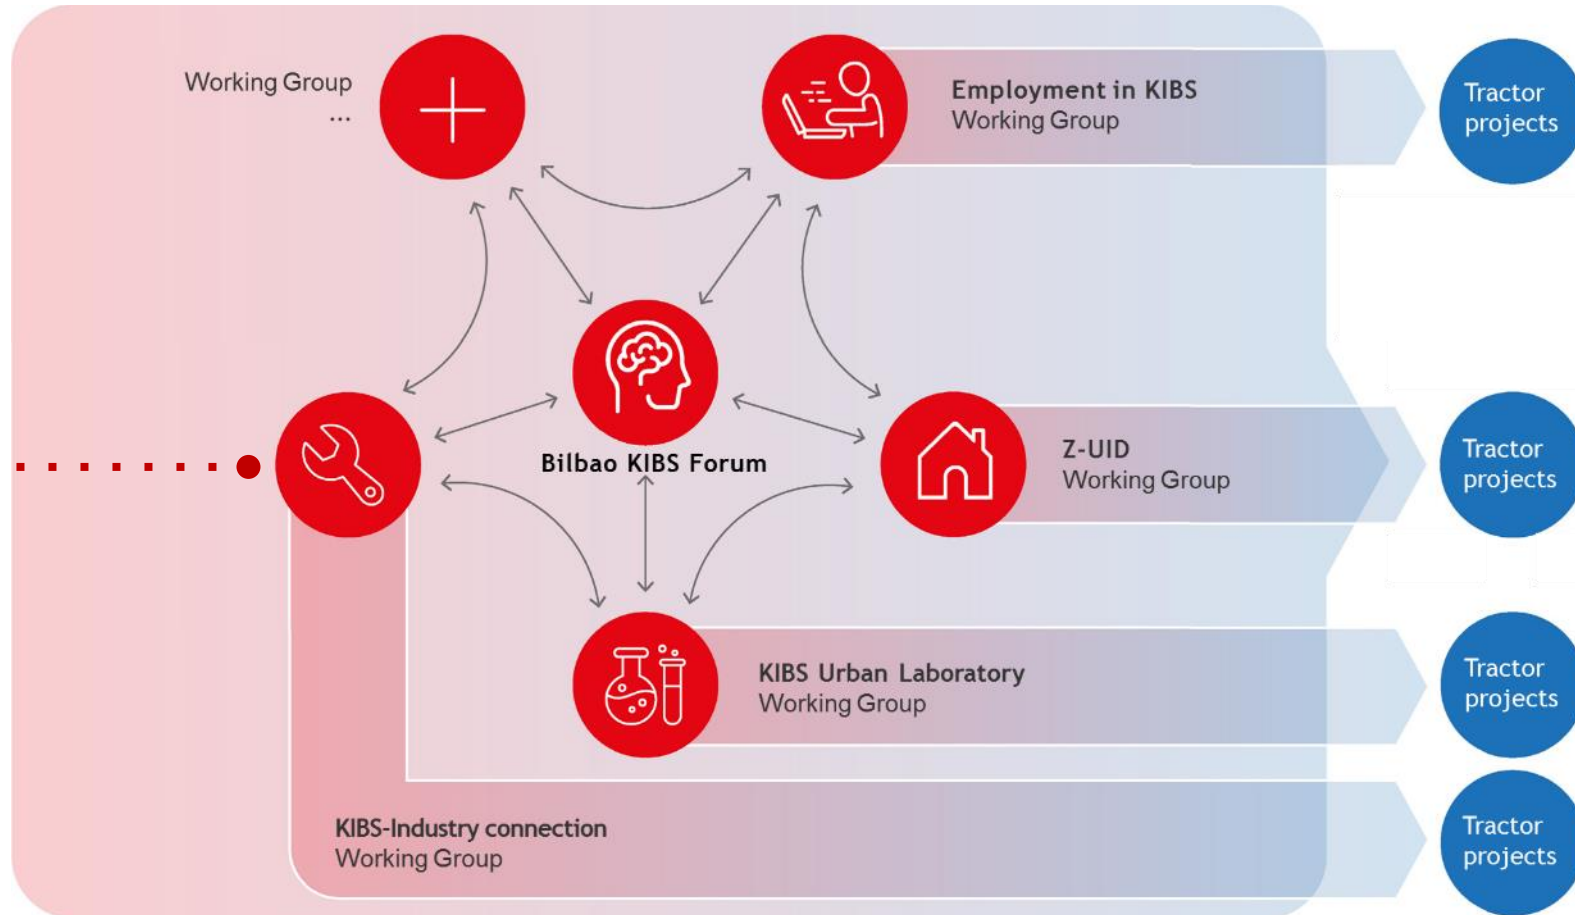 Working Group
...
Employment in KIBS
Working Group
Tractor
projects
Bilbao KIBS Forum
Z-UID
Working Group
Tractor
projects
KIBS Urban Laboratory
Working Group
Tractor
projects
KIBS-Industry connection
Working Group
Tractor
projects